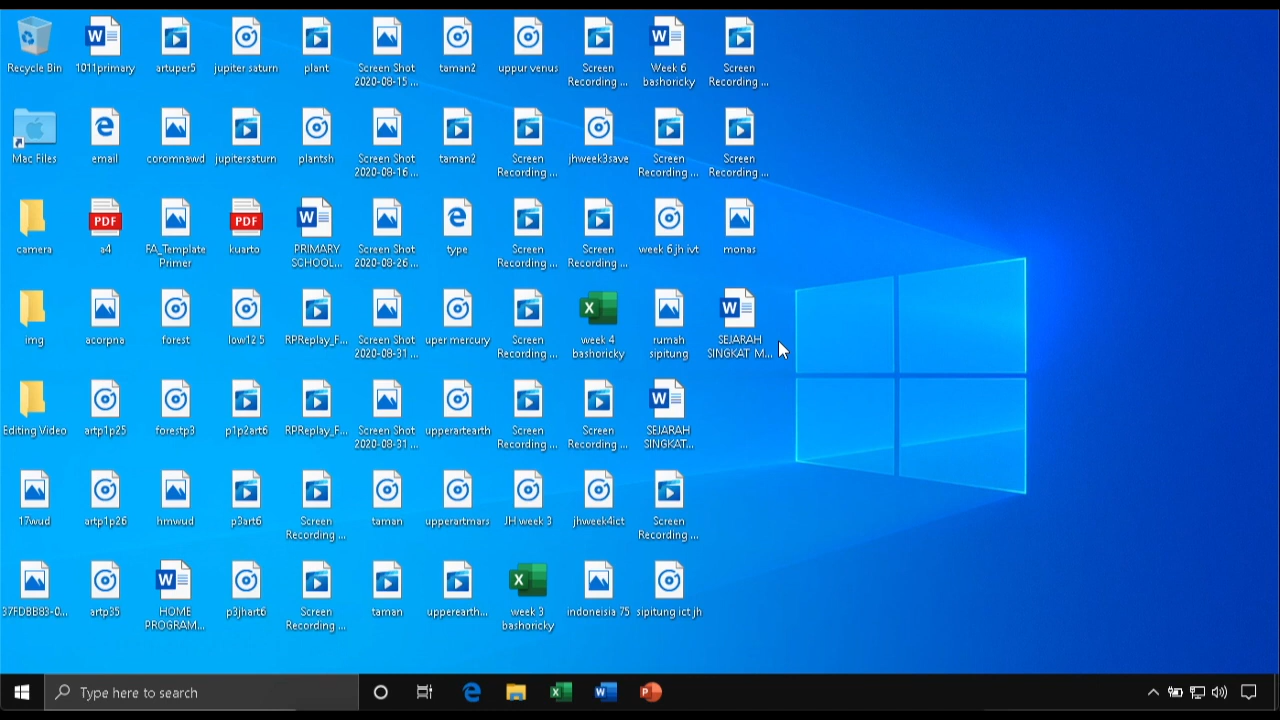 Recycle Bin
1011primary
artuper5
jupiter saturn
plant
Screen Shot
2020-08-15 ...
taman2
uppur venus
Screen
Recording ...
Week 6
bashoricky
Screen
Recording ...
Mac Files
email
coromnawd
jupitersaturn
plantsh
Screen Shot
2020-08-16 ...
taman2
Screen
Recording ...
jhweek3save
Screen
Recording ...
Screen
Recording ...
camera
PDF
a4
FA_Template
Primer
PDF
kuarto
PRIMARY
SCHOOL...
Screen Shot
2020-08-26 ...
type
Screen
Recording ...
Screen
Recording ...
week 6 jh ivt
monas
img
acorpna
forest
low12 5
RPReplay_F...
Screen Shot
2020-08-31 ...
uper mercury
Screen
Recording ...
week 4
bashoricky
rumah
sipitung
SEJARAH
SINGKAT M...
Editing Video
artp1p25
forestp3
p1p2art6
RPReplay_F...
Screen Shot
2020-08-31 ...
upperartearth
Screen
Recording ...
Screen
Recording ...
SEJARAH
SINGKAT...
17wud
artp1p26
hmwud
p3art6
Screen
Recording ...
taman
upperartmars
JH week 3
jhweek4ict
Screen
Recording ...
37FDBB83-0...
artp35
HOME
PROGRAM...
p3jhart6
Screen
Recording ...
taman
upperearth...
week 3
bashoricky
indoneisia 75
sipitung ict jh
Type here to search